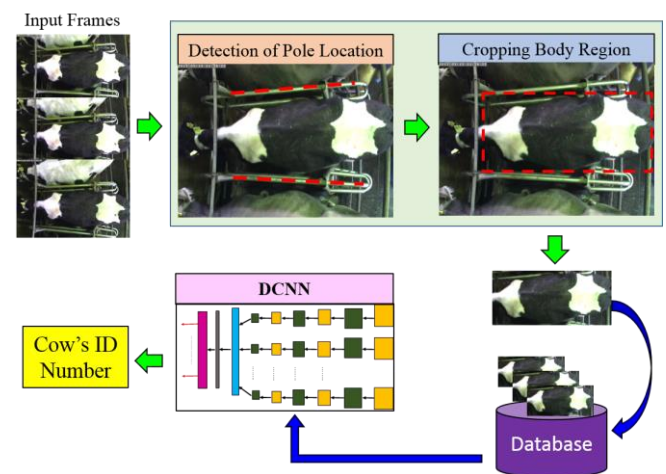 Input Frames
Detection of Pole Location
Cropping Body Region
DCNN
Cow's ID
Number
Database